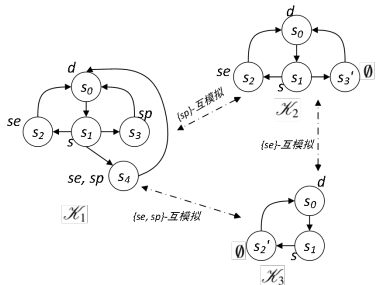 d
s₀
se
s₂
s₁
s
s₃
sp
s₄
se, sp
𝒦₁
{sp}-互模拟
d
s₀
se
s₂
s₁
s
s₃'
∅
𝒦₂
{se}-互模拟
{se, sp}-互模拟
d
s₀
∅
s₂'
s₁
𝒦₃